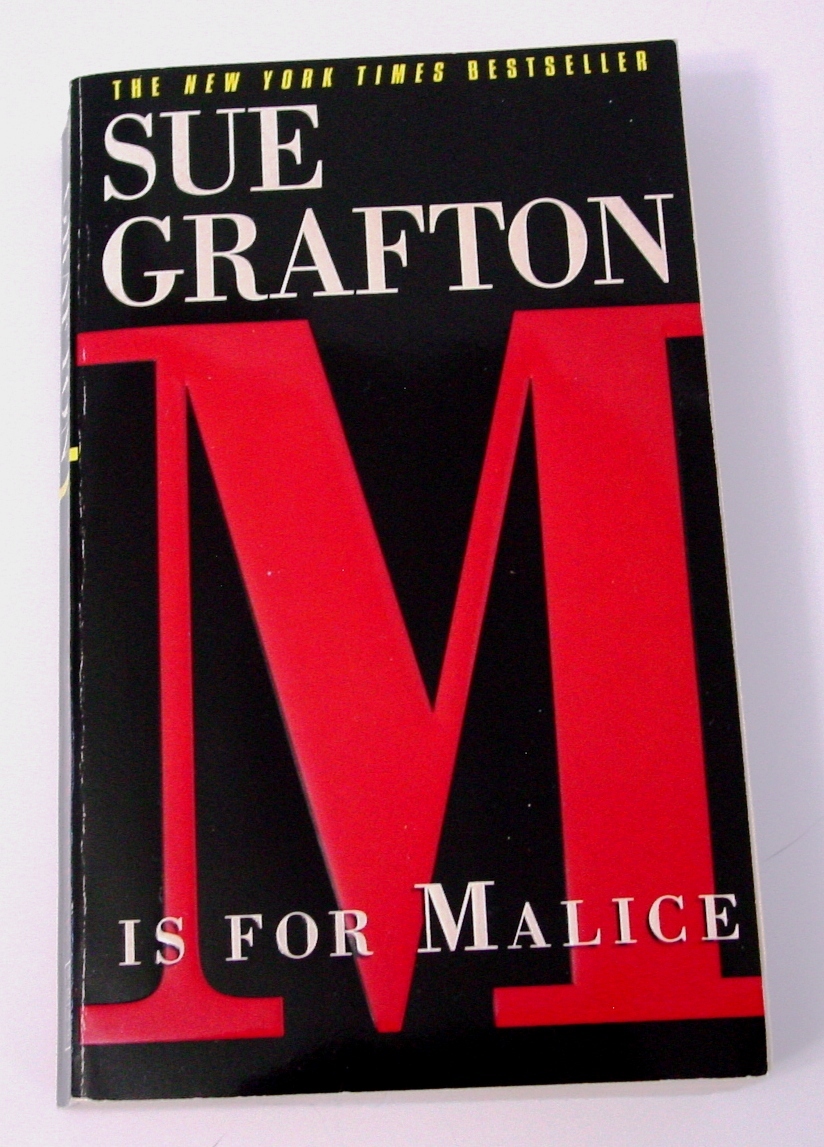 THE NEW YORK TIMES BESTSELLER
SUE
GRAFTON
M
IS FOR MALICE